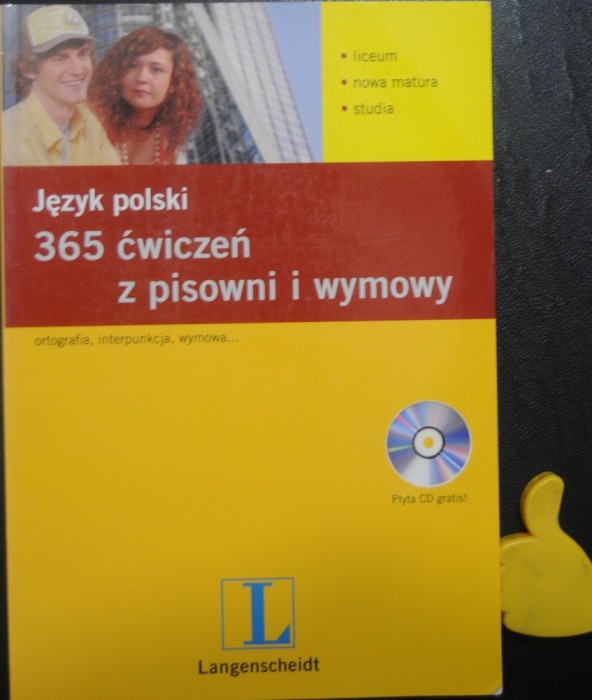 • liceum
• nowa matura
• studia
Język polski
365 ćwiczeń
z pisowni i wymowy
ortografia, interpunkcja, wymowa...
Płyta CD gratis!
L
Langenscheidt